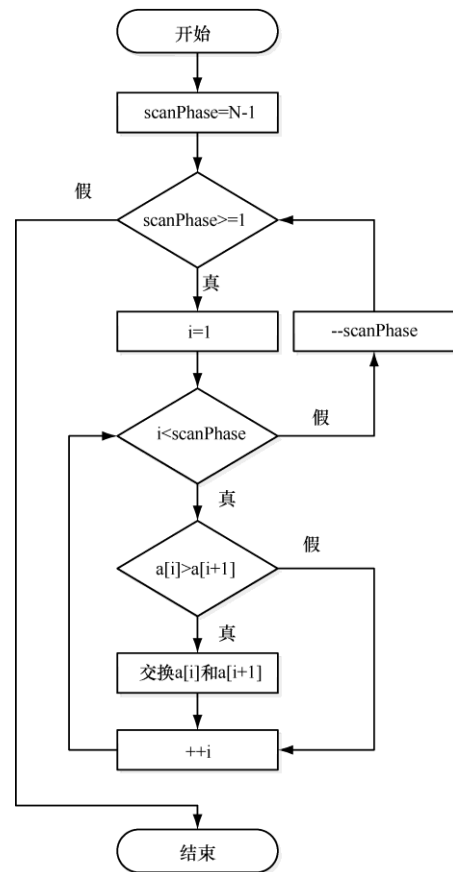 开始
scanPhase=N-1
假
scanPhase>=1
真
i=1
--scanPhase
i<scanPhase
假
真
a[i]>a[i+1]
假
真
交换a[i]和a[i+1]
++i
结束